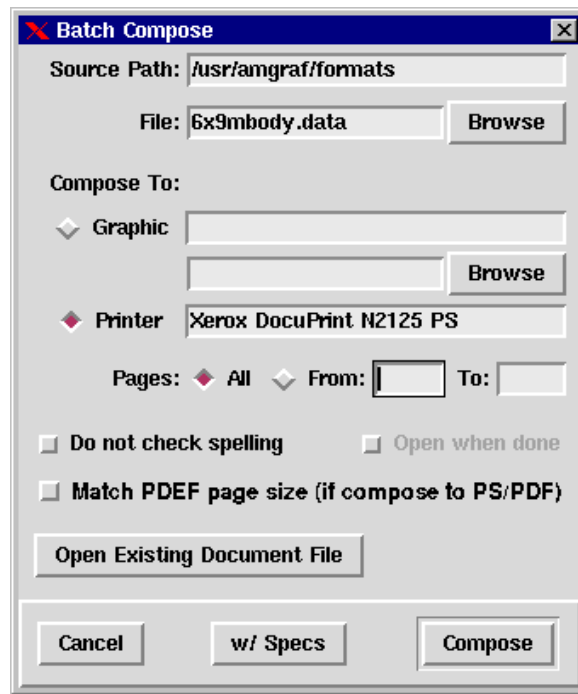 Batch Compose
Source Path: /usr/amgraf/formats
File: 6x9mbody.data Browse
Compose To:
Graphic
Browse
Printer Xerox DocuPrint N2125 PS
Pages: All From: To:
Do not check spelling Open when done
Match PDEF page size (if compose to PS/PDF)
Open Existing Document File
Cancel w/ Specs Compose